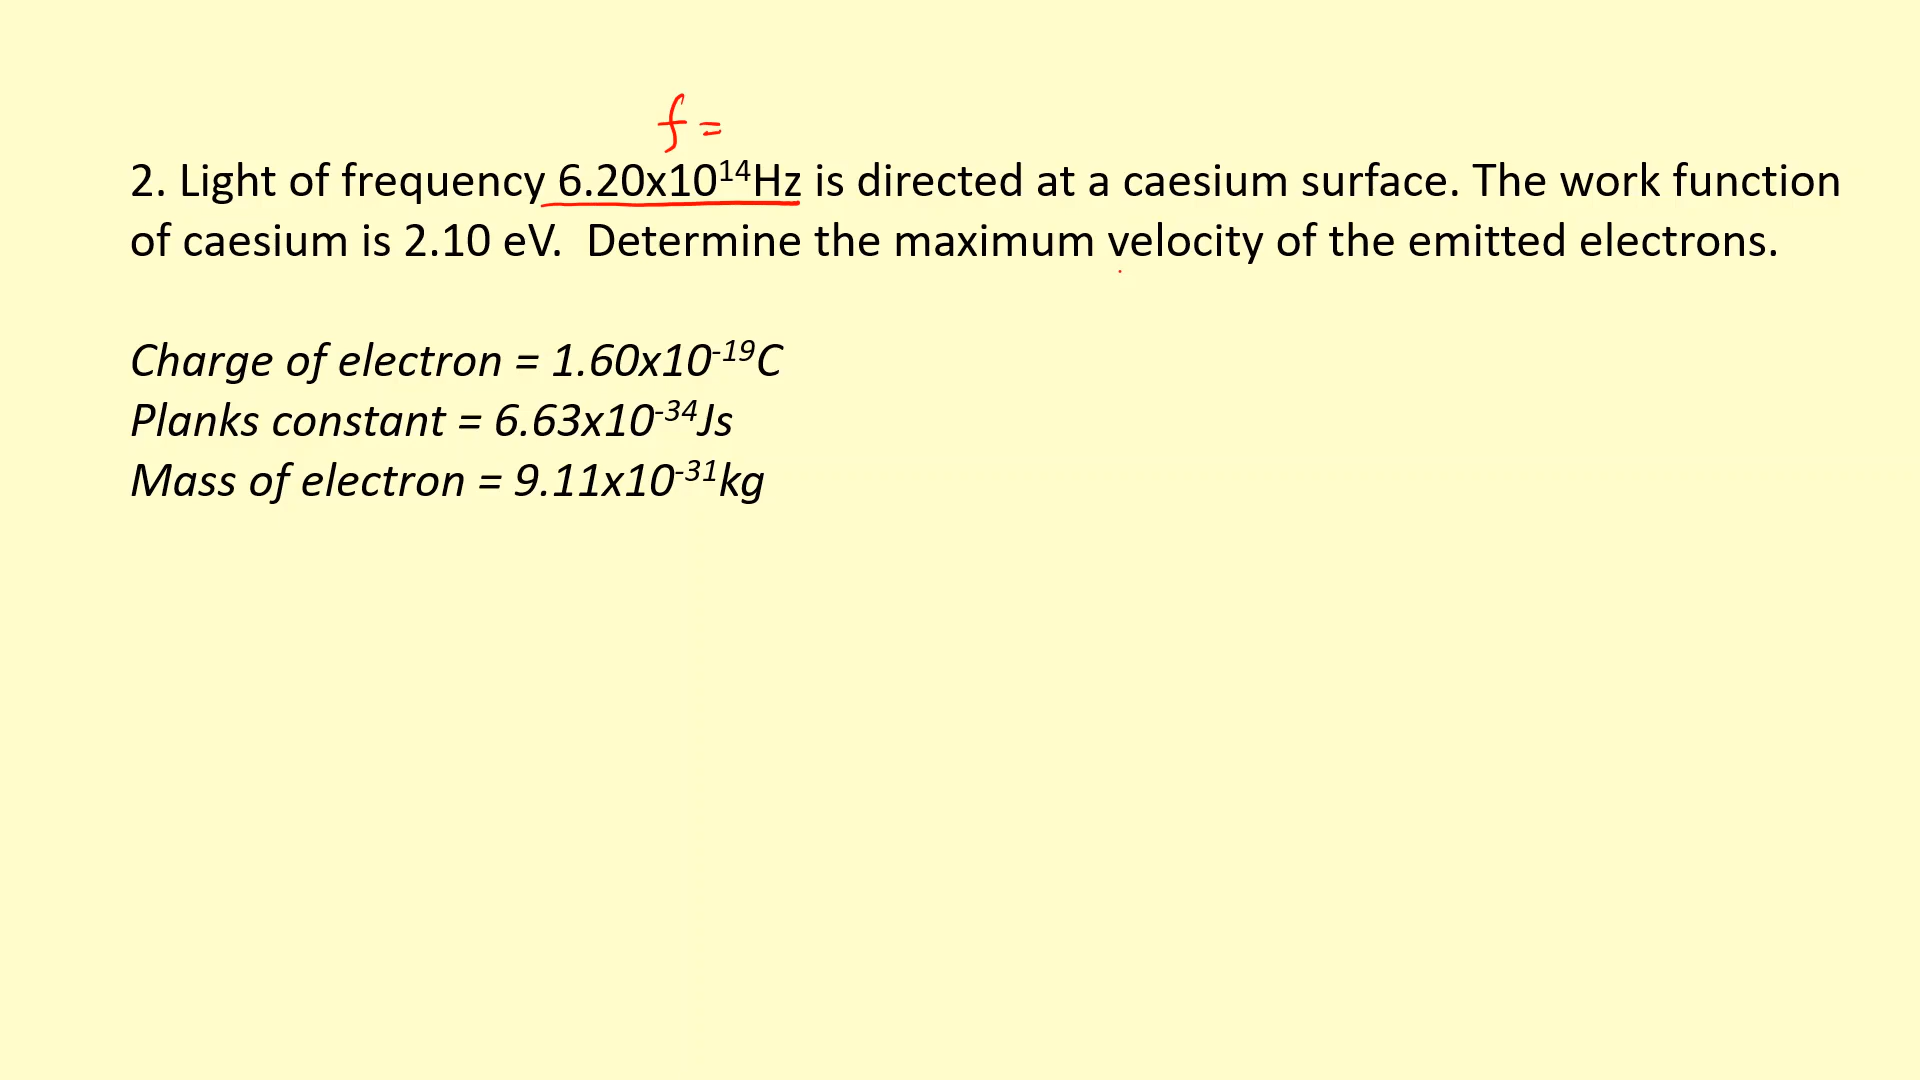 f =
2. Light of frequency 6.20x10¹⁴Hz is directed at a caesium surface. The work function
of caesium is 2.10 eV.  Determine the maximum velocity of the emitted electrons.
Charge of electron = 1.60x10⁻¹⁹C
Planks constant = 6.63x10⁻³⁴Js
Mass of electron = 9.11x10⁻³¹kg